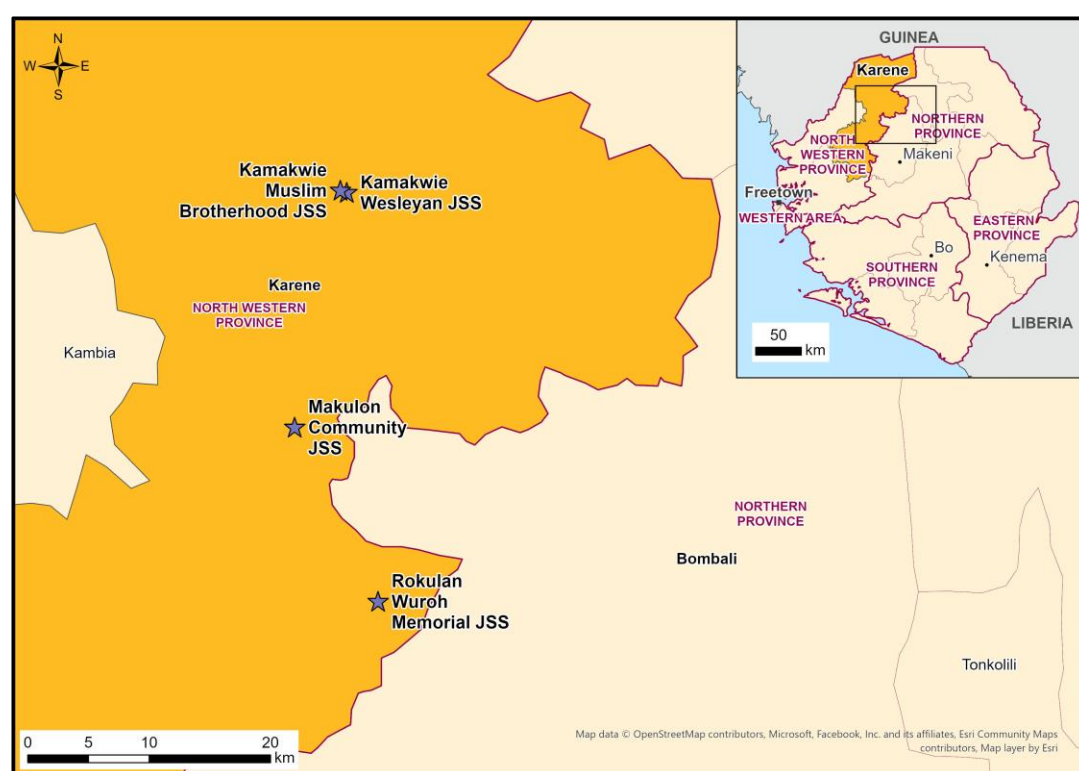 N
W E
S
Kamakwie
Muslim
Brotherhood JSS
Kamakwie
Wesleyan JSS
Karene
NORTH WESTERN
PROVINCE
Kambia
Makulon
Community
JSS
NORTHERN
PROVINCE
Bombali
Rokulan
Wuroh
Memorial JSS
Tonkolili
0 5 10 20
km
Map data © OpenStreetMap contributors, Microsoft, Facebook, Inc. and its affiliates, Esri Community Maps
contributors, Map layer by Esri
GUINEA
Karene
NORTHERN
PROVINCE
NORTH
WESTERN
PROVINCE
Makeni
Freetown
WESTERN AREA
EASTERN
PROVINCE
Bo
Kenema
SOUTHERN
PROVINCE
LIBERIA
50
km